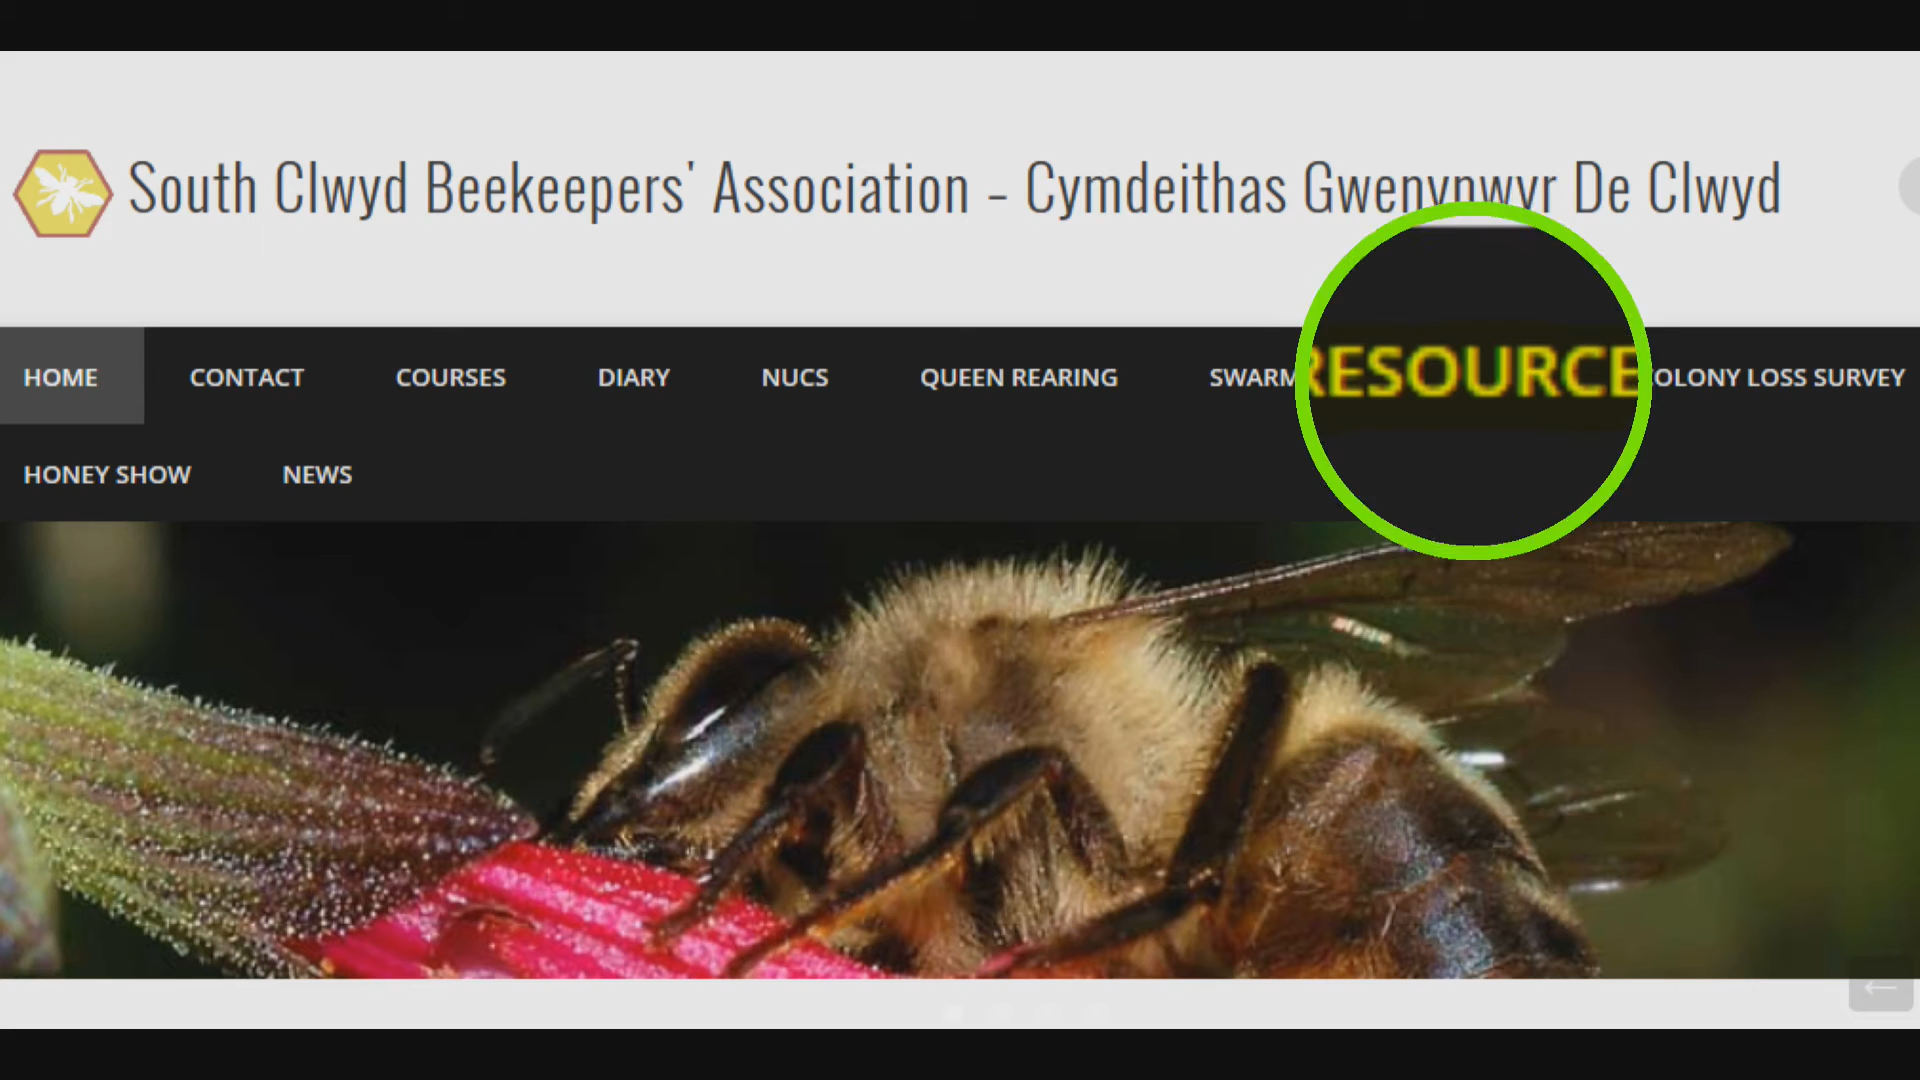 South Clwyd Beekeepers' Association – Cymdeithas Gwenynwyr De Clwyd
HOME CONTACT COURSES DIARY NUCS QUEEN REARING SWARM RESOURCE OLONY LOSS SURVEY
HONEY SHOW NEWS